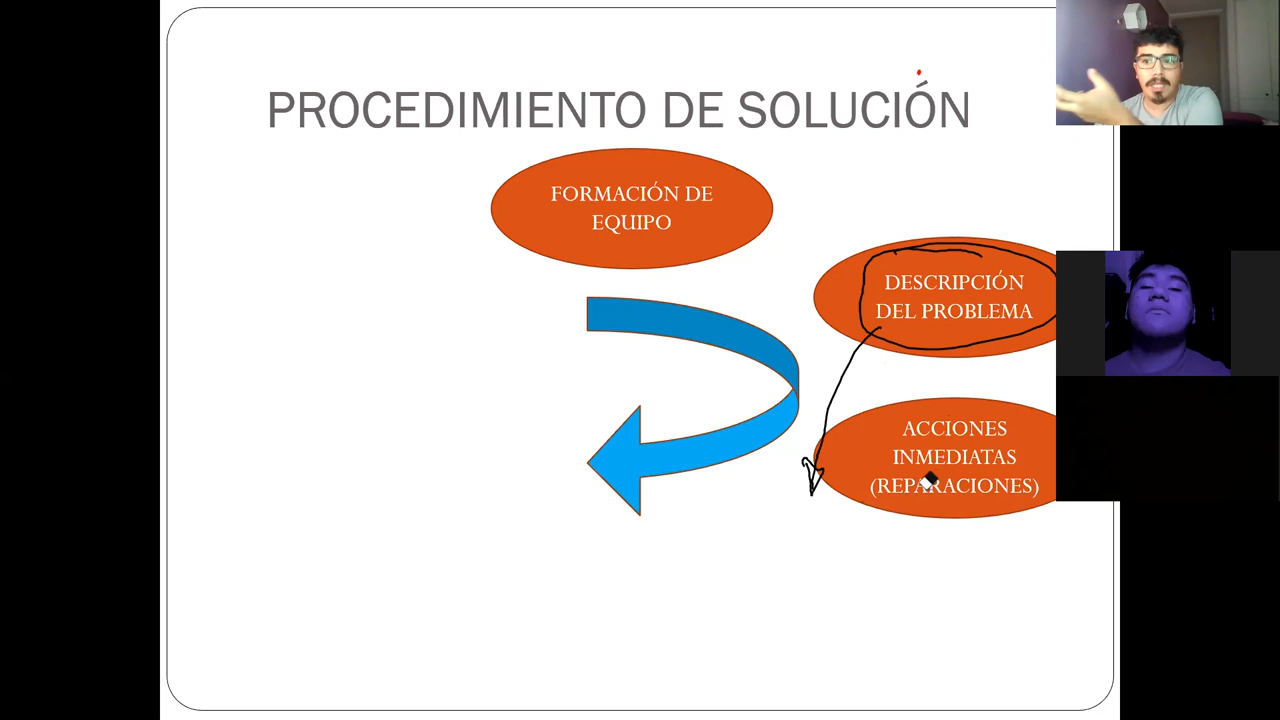 PROCEDIMIENTO DE SOLUCIÓN
FORMACIÓN DE
EQUIPO
DESCRIPCIÓN
DEL PROBLEMA
ACCIONES
INMEDIATAS
(REPARACIONES)